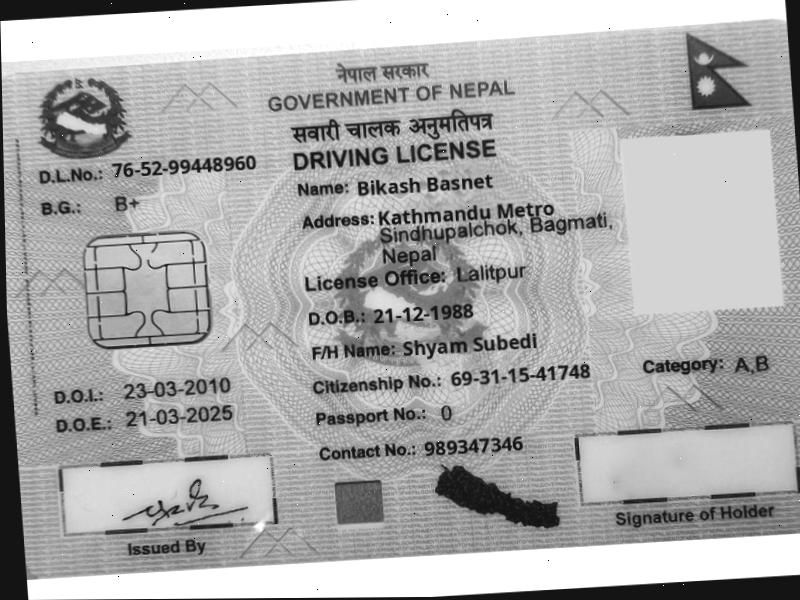 नेपाल सरकार
GOVERNMENT OF NEPAL
सवारी चालक अनुमतिपत्र
DRIVING LICENSE
D.L.No.: 76-52-99448960
B.G.: B+
Name: Bikash Basnet
Address: Kathmandu Metro
Sindhupalchok, Bagmati,
Nepal
License Office: Lalitpur
D.O.B.: 21-12-1988
F/H Name: Shyam Subedi
Citizenship No.: 69-31-15-41748
Category: A,B
D.O.I.: 23-03-2010
D.O.E.: 21-03-2025
Passport No.: 0
Contact No.: 989347346
Issued By
Signature of Holder